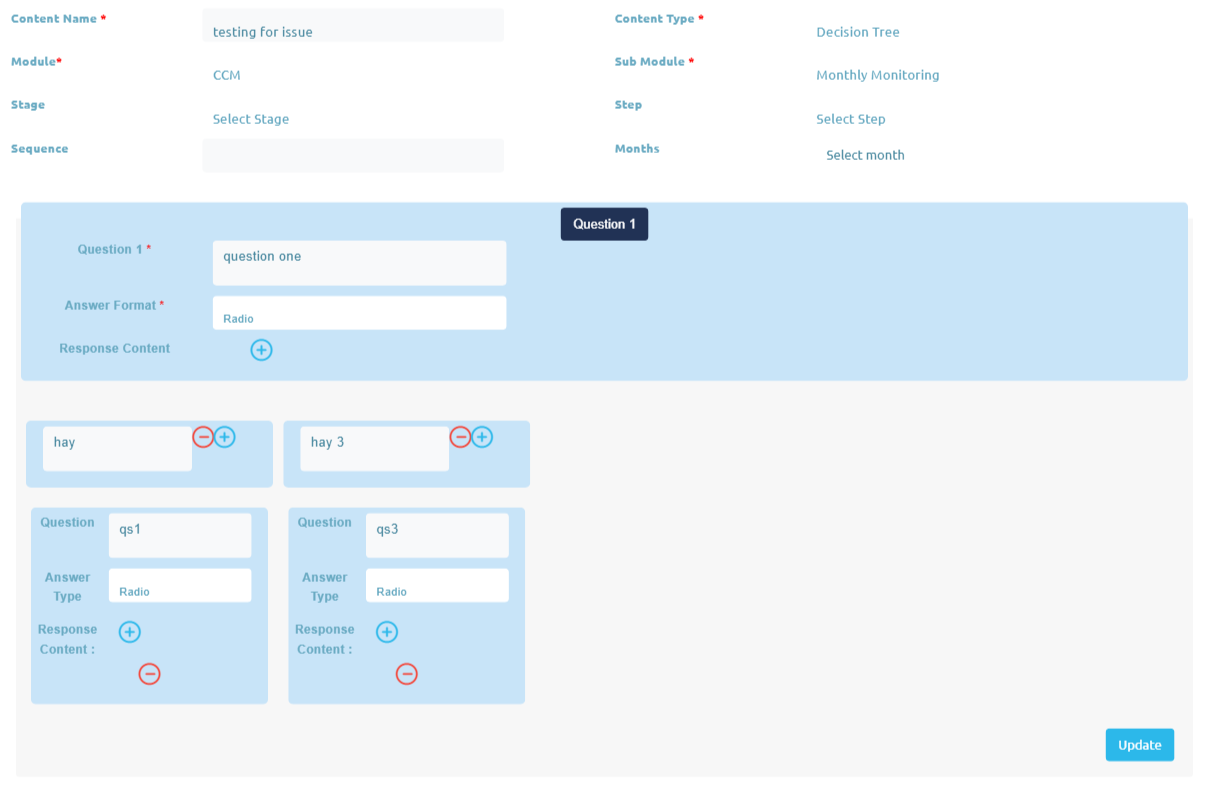 Content Name *
testing for issue
Content Type *
Decision Tree
Module*
CCM
Sub Module *
Monthly Monitoring
Stage
Select Stage
Step
Select Step
Sequence
Months
Select month
Question 1
Question 1 *
question one
Answer Format *
Radio
Response Content
hay
hay 3
Question
qs1
Answer
Type
Radio
Response
Content :
Question
qs3
Answer
Type
Radio
Response
Content :
Update